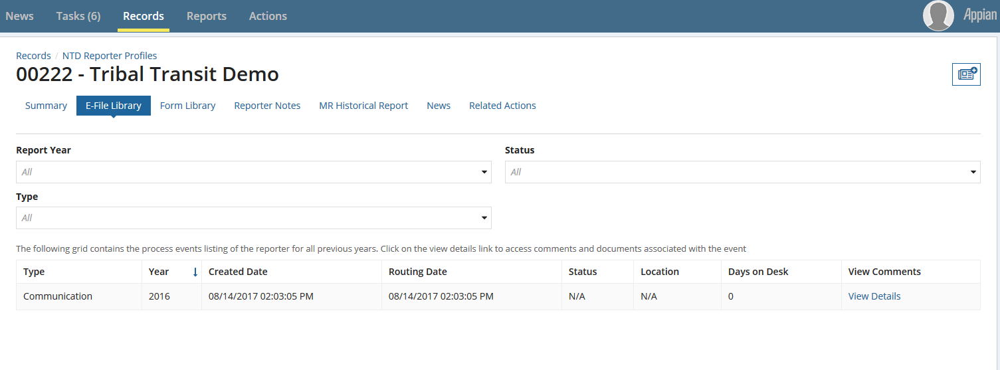 News Tasks (6) Records Reports Actions Appian
Records / NTD Reporter Profiles
00222 - Tribal Transit Demo
Summary E-File Library Form Library Reporter Notes MR Historical Report News Related Actions
Report Year Status
All All
Type
All
The following grid contains the process events listing of the reporter for all previous years. Click on the view details link to access comments and documents associated with the event
Type Year Created Date Routing Date Status Location Days on Desk View Comments
Communication 2016 08/14/2017 02:03:05 PM 08/14/2017 02:03:05 PM N/A N/A 0 View Details